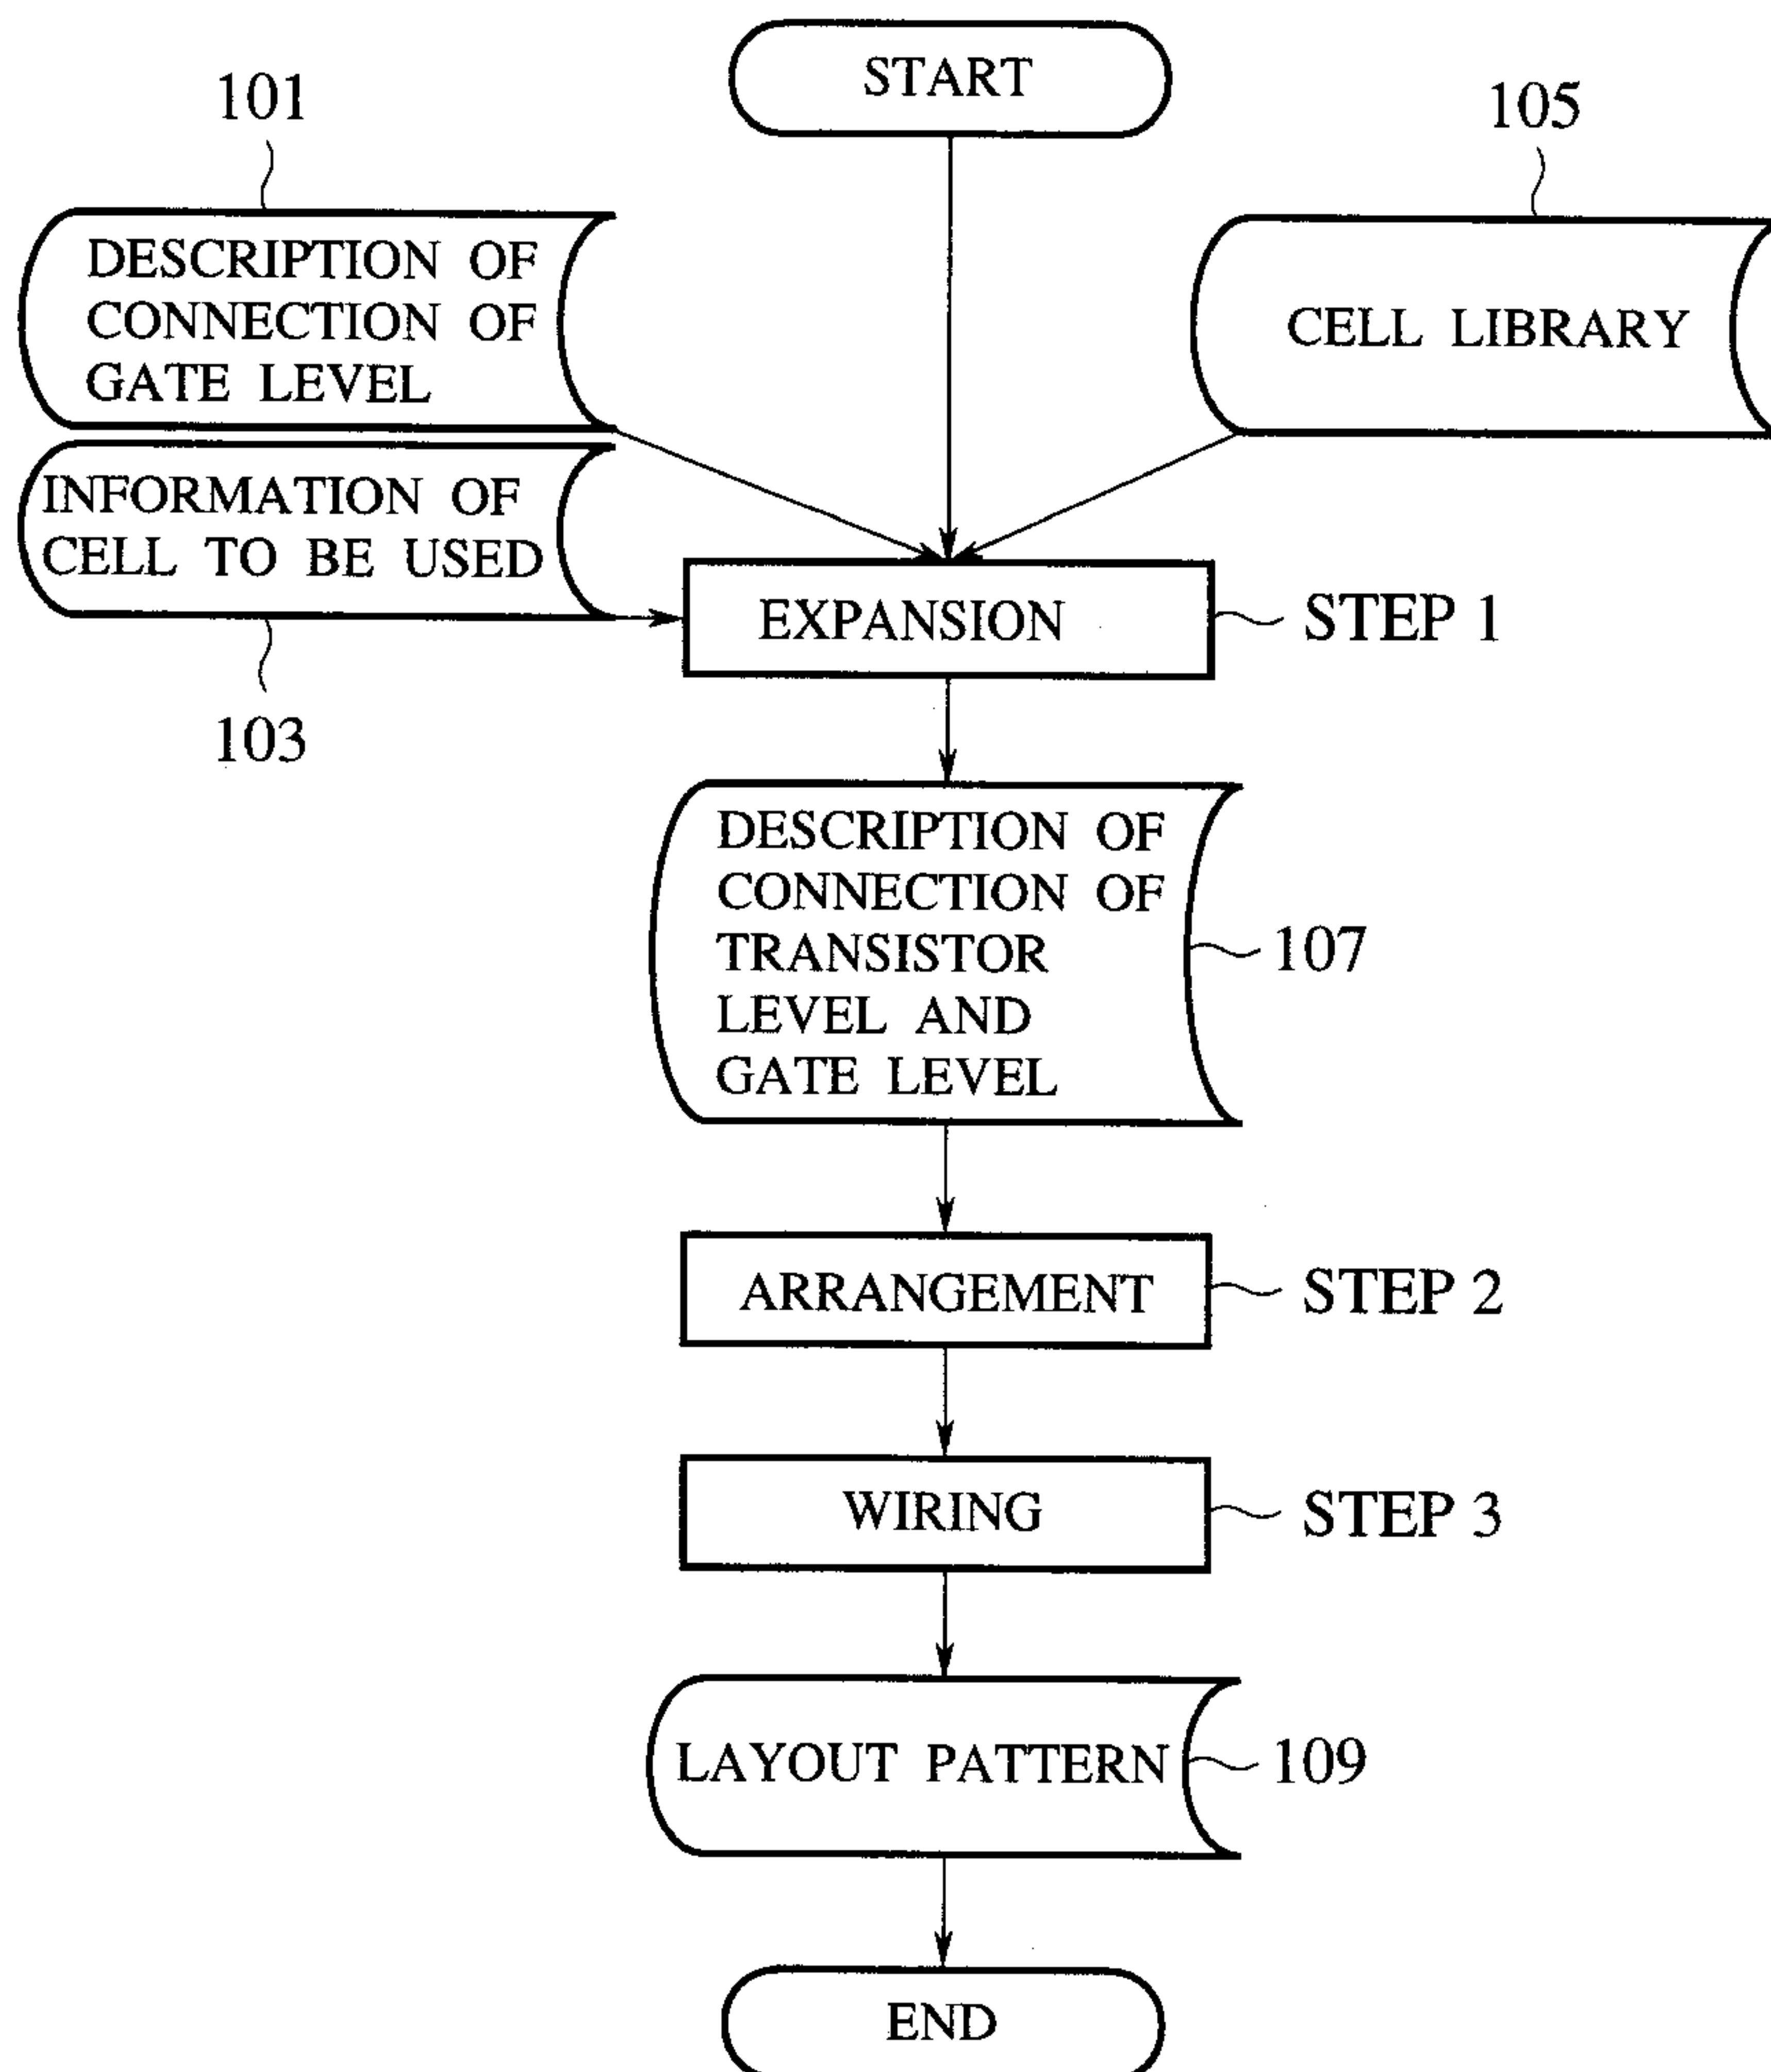 START
101
105
DESCRIPTION OF
CONNECTION OF
GATE LEVEL
CELL LIBRARY
INFORMATION OF
CELL TO BE USED
103
EXPANSION
STEP 1
DESCRIPTION OF
CONNECTION OF
TRANSISTOR
LEVEL AND
GATE LEVEL
107
ARRANGEMENT
STEP 2
WIRING
STEP 3
LAYOUT PATTERN
109
END